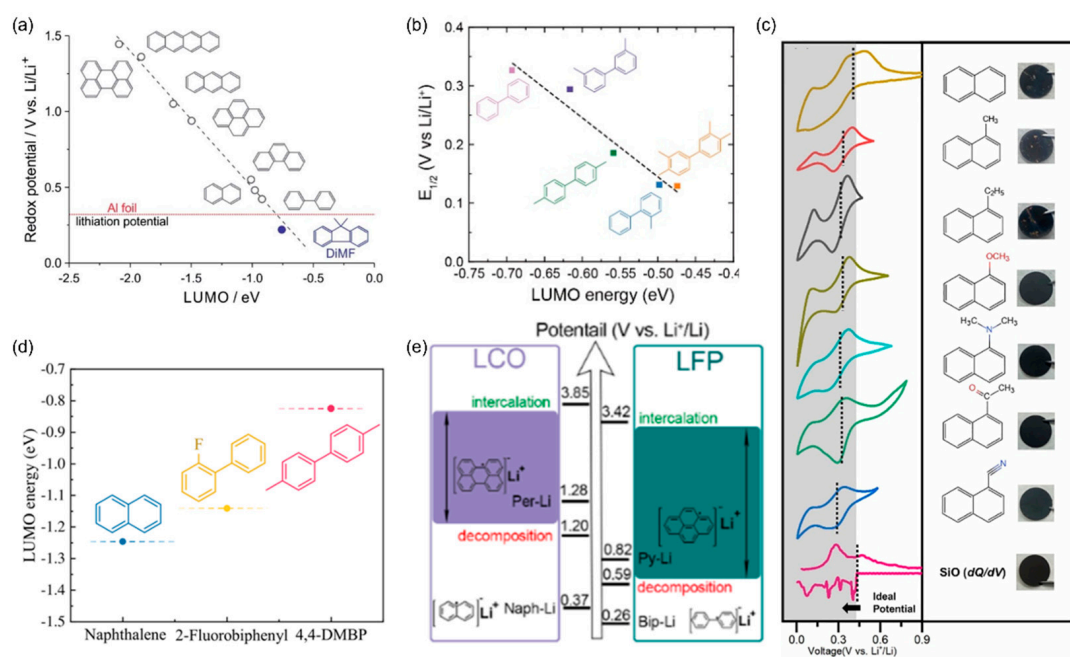 (a)
Redox potential / V vs. Li/Li⁺
1.5
1.0
0.5
0.0
Al foil
lithiation potential
DiMF
-2.5 -2.0 -1.5 -1.0 -0.5 0.0
LUMO / eV
(b)
E1/2 (V vs Li/Li⁺)
0.4
0.3
0.2
0.1
0.0
-0.75 -0.70 -0.65 -0.60 -0.55 -0.50 -0.45 -0.4
LUMO energy (eV)
(c)
CH₃
C₂H₅
OCH₃
H₃C N CH₃
O CH₃
N
SiO (dQ/dV)
Ideal
Potential
0.0 0.3 0.6 0.9
Voltage(V vs. Li⁺/Li)
(d)
LUMO energy (eV)
-0.7
-0.8
-0.9
-1.0
-1.1
-1.2
-1.3
-1.4
-1.5
F
Naphthalene 2-Fluorobiphenyl 4,4-DMBP
(e)
Potentail (V vs. Li⁺/Li)
LCO
LFP
intercalation 3.85
3.42 intercalation
Li⁺
Per-Li
1.28
decomposition 1.20
Li⁺
Py-Li
0.82
0.59 decomposition
Li⁺ Naph-Li 0.37
0.26 Bip-Li Li⁺